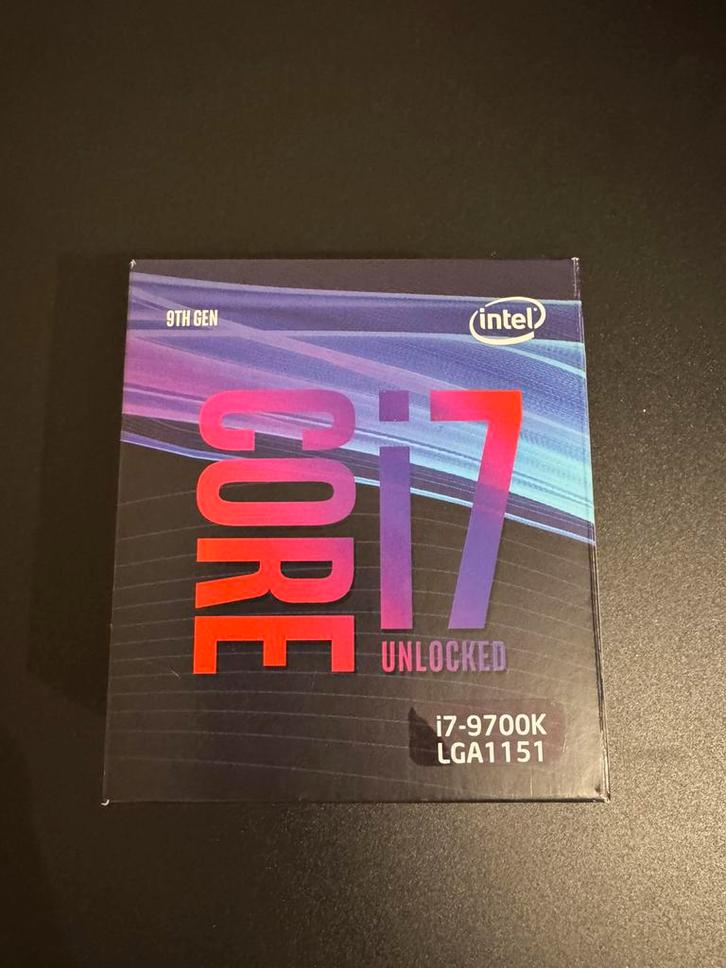 9TH GEN
intel
CORE
i7
UNLOCKED
i7-9700K
LGA1151